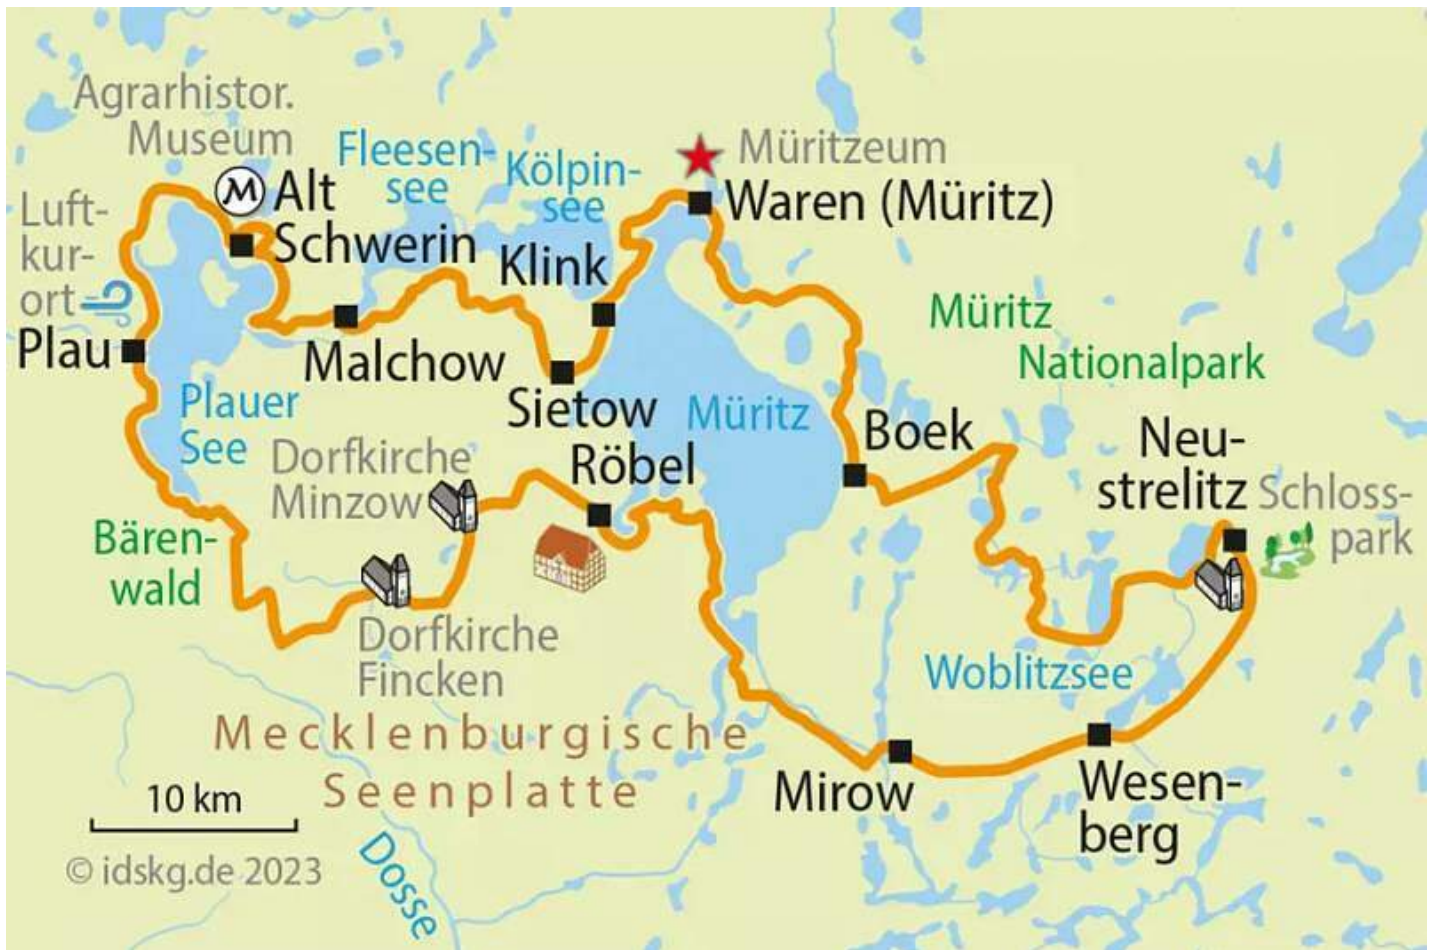 Agrarhistor.
Museum
M
Alt
Schwerin
Fleesen-
see
Kölpin-
see
Müritzeum
Waren (Müritz)
Luft-
kur-
ort
Plau
Klink
Malchow
Sietow
Müritz
Nationalpark
Plauer
See
Müritz
Boek
Neu-
strelitz
Schloss-
park
Dorfkirche
Minzow
Röbel
Bären-
wald
Dorfkirche
Fincken
Woblitzsee
Mecklenburgische
Seenplatte
Mirow
Wesen-
berg
10 km
© idskg.de 2023
Dosse